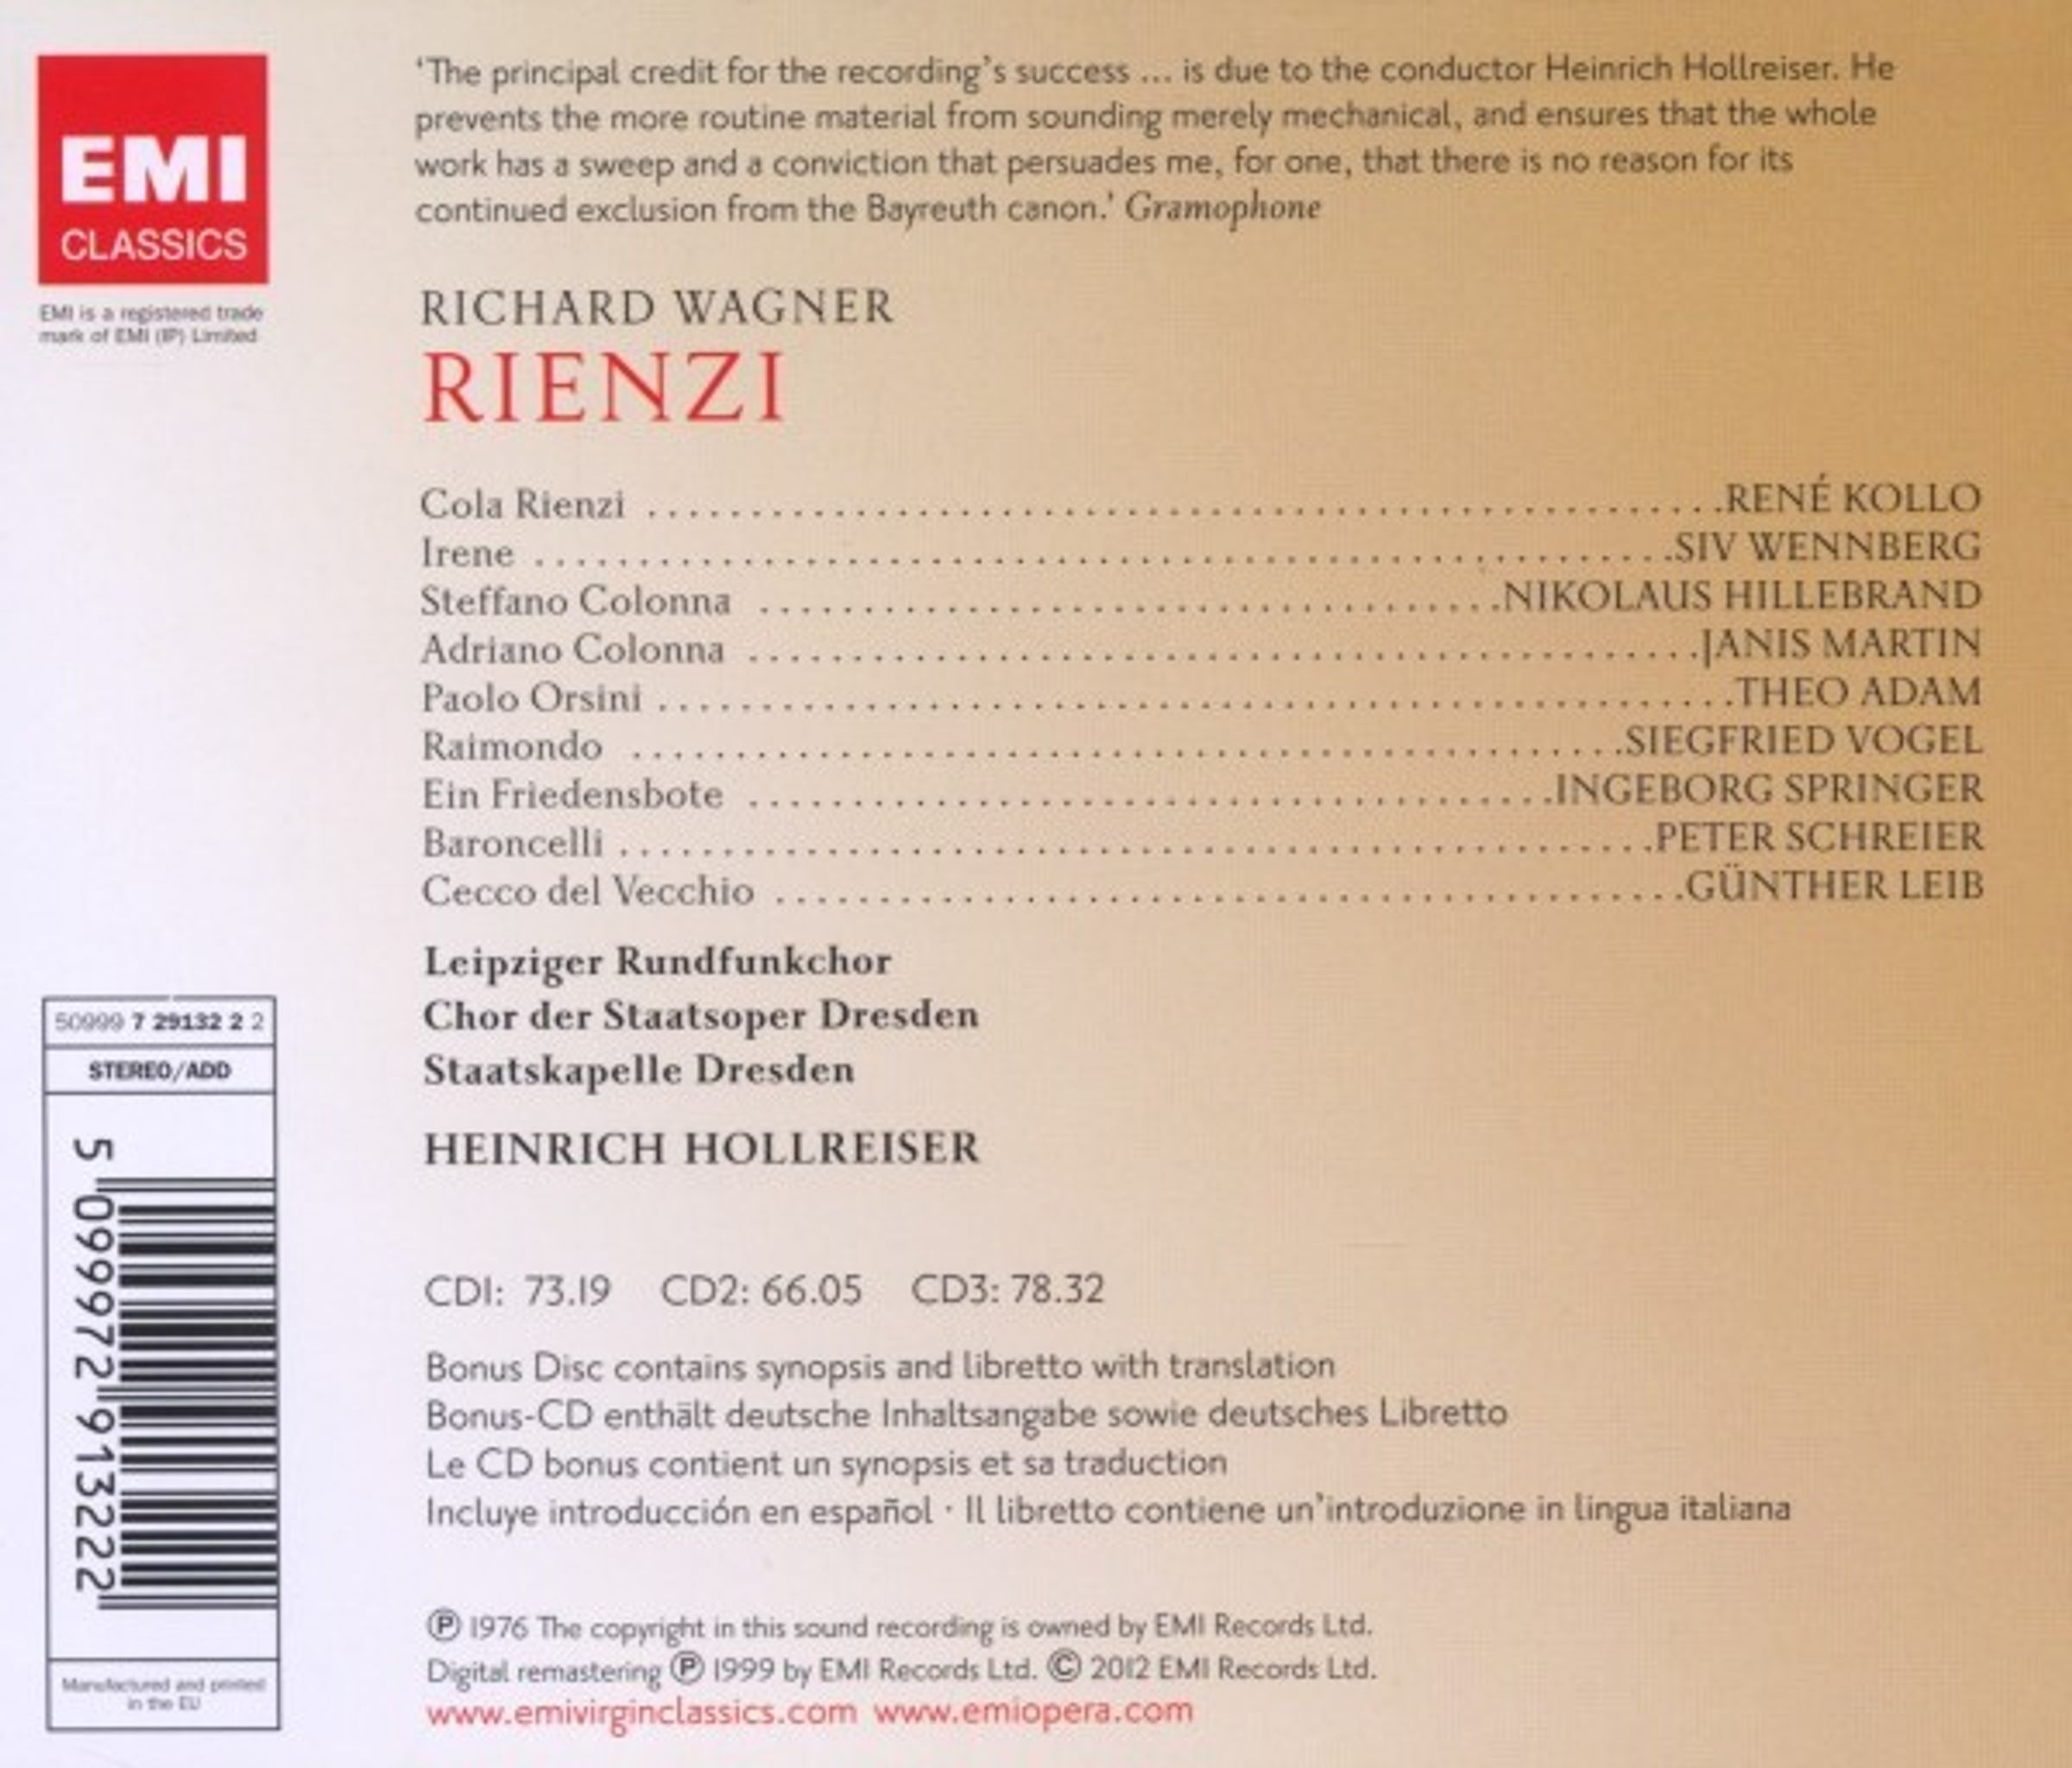 EMI
CLASSICS
EMI is a registered trade
mark of EMI (IP) Limited
‘The principal credit for the recording’s success ... is due to the conductor Heinrich Hollreiser. He
prevents the more routine material from sounding merely mechanical, and ensures that the whole
work has a sweep and a conviction that persuades me, for one, that there is no reason for its
continued exclusion from the Bayreuth canon.’ Gramophone
RICHARD WAGNER
RIENZI
Cola Rienzi ........ RENÉ KOLLO
Irene ........ SIV WENNBERG
Steffano Colonna ........ NIKOLAUS HILLEBRAND
Adriano Colonna ........ JANIS MARTIN
Paolo Orsini ........ THEO ADAM
Raimondo ........ SIEGFRIED VOGEL
Ein Friedensbote ........ INGEBORG SPRINGER
Baroncelli ........ PETER SCHREIER
Cecco del Vecchio ........ GÜNTHER LEIB
Leipziger Rundfunkchor
Chor der Staatsoper Dresden
Staatskapelle Dresden
HEINRICH HOLLREISER
50999 7 29132 2 2
STEREO/ADD
5 099972 913222
Manufactured and printed
in the EU
CD1: 73.19 CD2: 66.05 CD3: 78.32
Bonus Disc contains synopsis and libretto with translation
Bonus-CD enthält deutsche Inhaltsangabe sowie deutsches Libretto
Le CD bonus contient un synopsis et sa traduction
Incluye introducción en español · Il libretto contiene un’introduzione in lingua italiana
℗ 1976 The copyright in this sound recording is owned by EMI Records Ltd.
Digital remastering ℗ 1999 by EMI Records Ltd. © 2012 EMI Records Ltd.
www.emivirginclassics.com www.emiopera.com